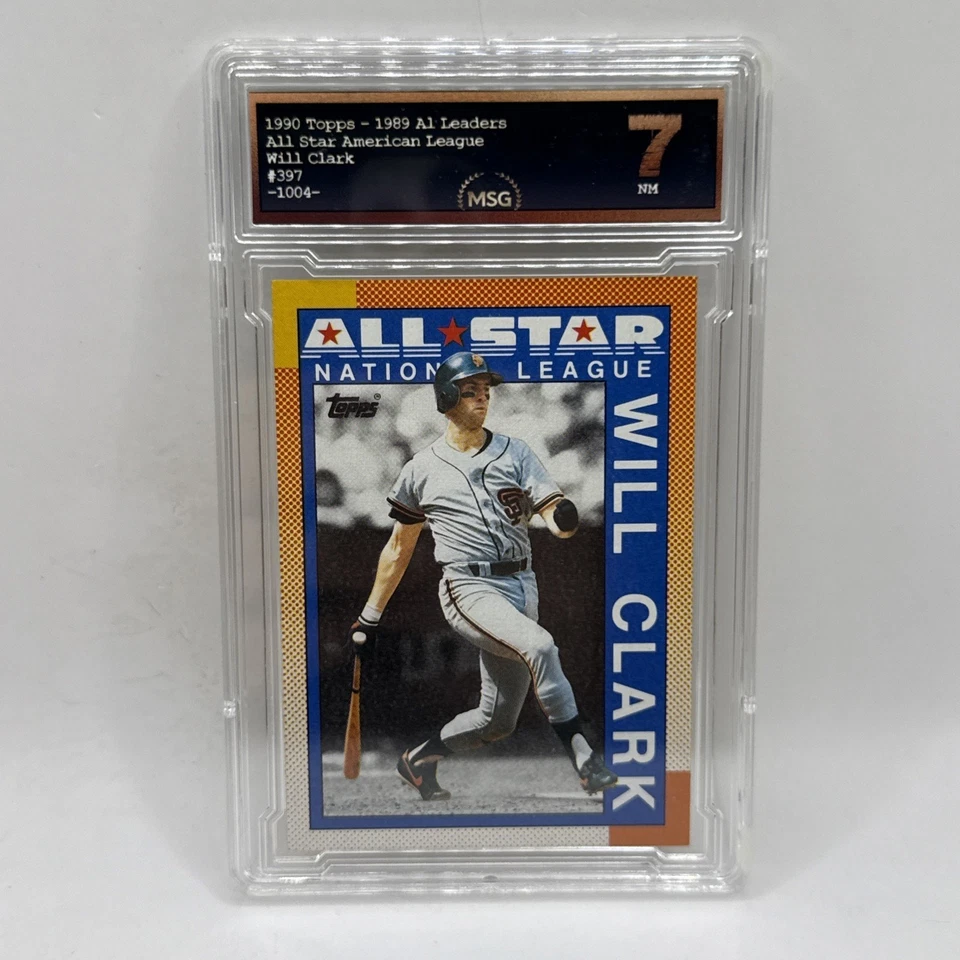 1990 Topps - 1989 Al Leaders
All Star American League
Will Clark
#397
-1004-
MSG
7
NM
ALL★STAR
NATION LEAGUE
topps®
WILL CLARK